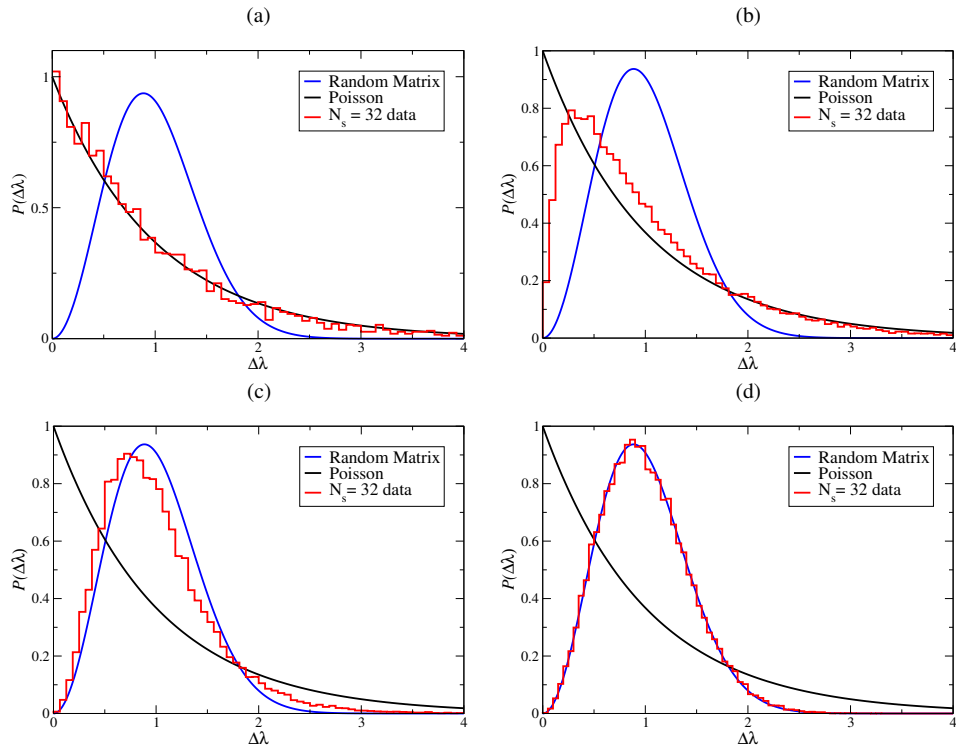 (a)
Random Matrix
Poisson
N_s = 32 data
P(Δλ)
1
0.5
0
0 1 2 3 4
Δλ
(b)
Random Matrix
Poisson
N_s = 32 data
P(Δλ)
1
0.8
0.6
0.4
0.2
0
0 1 2 3 4
Δλ
(c)
Random Matrix
Poisson
N_s = 32 data
P(Δλ)
1
0.8
0.6
0.4
0.2
0
0 1 2 3 4
Δλ
(d)
Random Matrix
Poisson
N_s = 32 data
P(Δλ)
1
0.8
0.6
0.4
0.2
0
0 1 2 3 4
Δλ